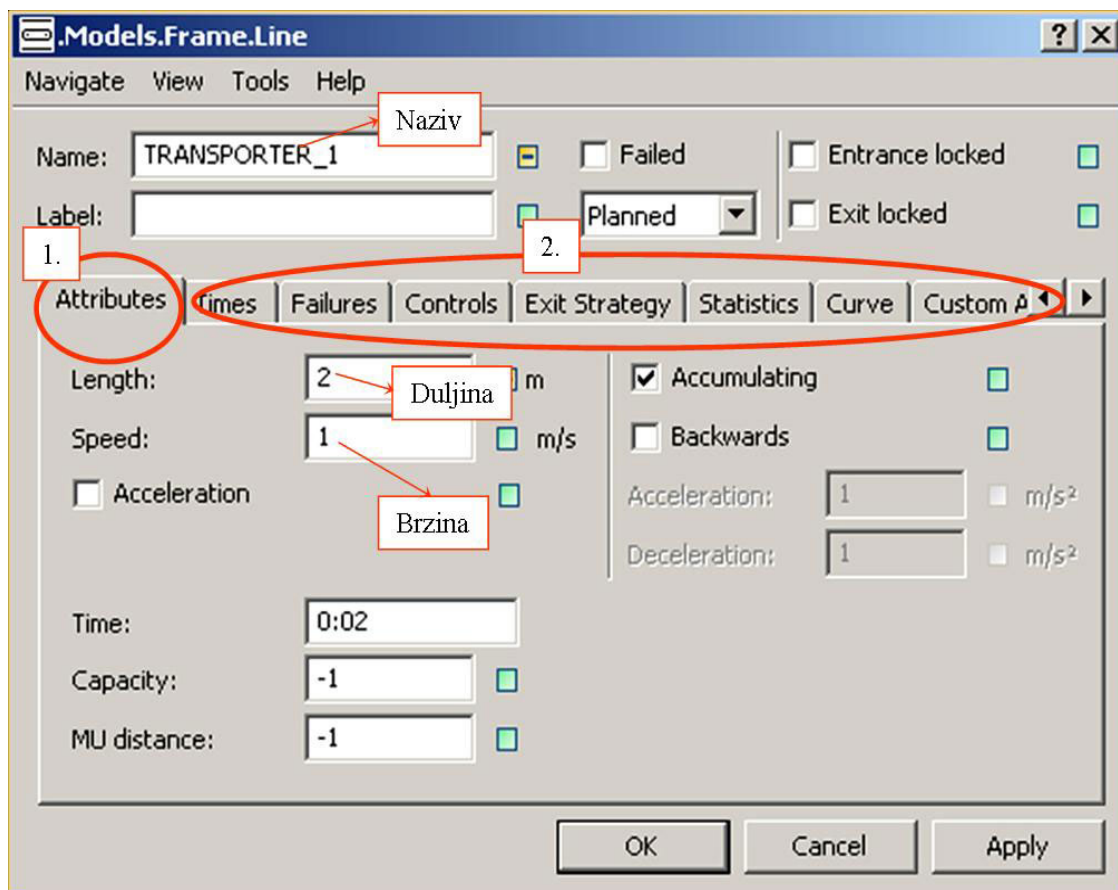 .Models.Frame.Line
Navigate View Tools Help
Naziv
Name: TRANSPORTER_1 Failed Entrance locked
Label: Planned Exit locked
1. 2.
Attributes Times Failures Controls Exit Strategy Statistics Curve Custom A
Length: 2 m Accumulating
Duljina
Speed: 1 m/s Backwards
Acceleration Acceleration: 1 m/s²
Brzina
Deceleration: 1 m/s²
Time: 0:02
Capacity: -1
MU distance: -1
OK Cancel Apply